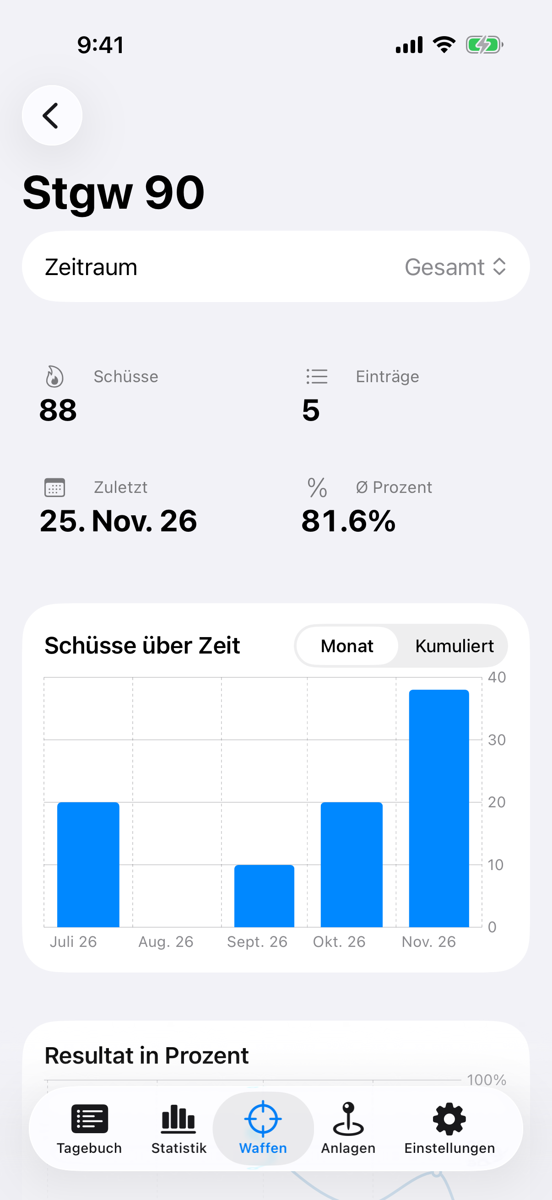 9:41
Stgw 90
Zeitraum Gesamt
Schüsse Einträge
88 5
Zuletzt Ø Prozent
25. Nov. 26 81.6%
Schüsse über Zeit Monat Kumuliert
40
30
20
10
0
Juli 26 Aug. 26 Sept. 26 Okt. 26 Nov. 26
Resultat in Prozent
100%
Tagebuch Statistik Waffen Anlagen Einstellungen